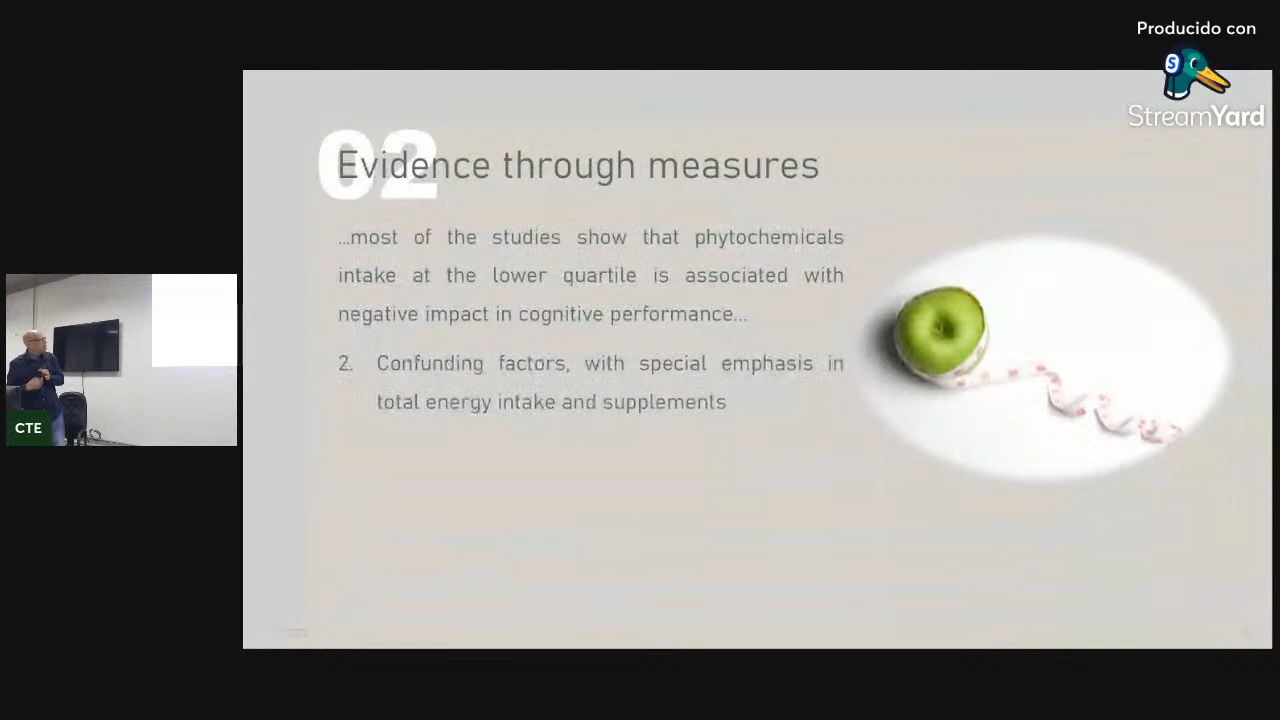 Producido con
StreamYard
02
Evidence through measures
...most of the studies show that phytochemicals
intake at the lower quartile is associated with
negative impact in cognitive performance...
2. Confunding factors, with special emphasis in
total energy intake and supplements
CTE